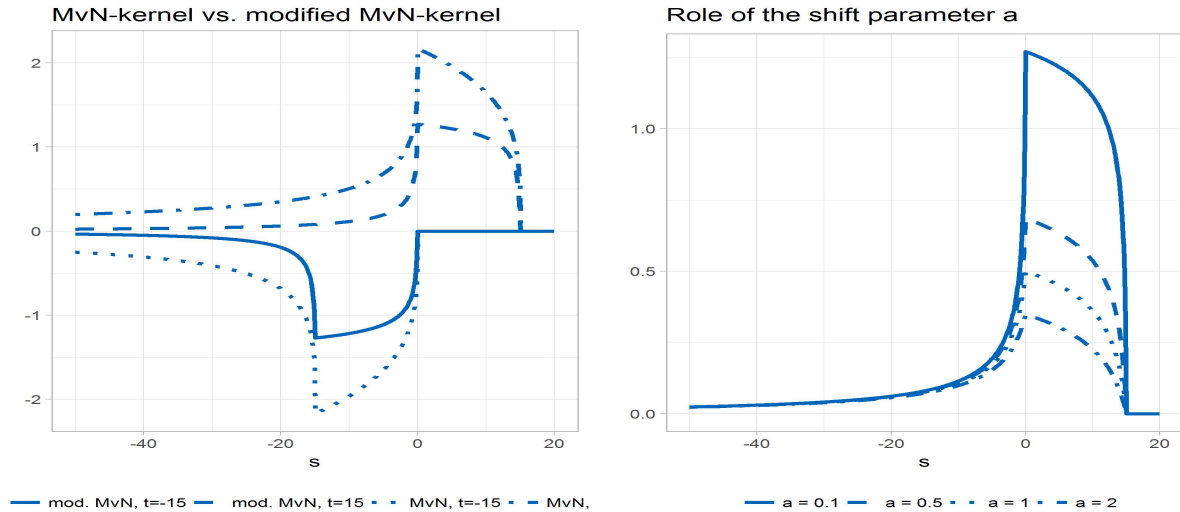 MvN-kernel vs. modified MvN-kernel
2
1
0
-1
-2
-40 -20 0 20
s
mod. MvN, t=-15 mod. MvN, t=15 MvN, t=-15 MvN,
Role of the shift parameter a
1.0
0.5
0.0
-40 -20 0 20
s
a = 0.1 a = 0.5 a = 1 a = 2